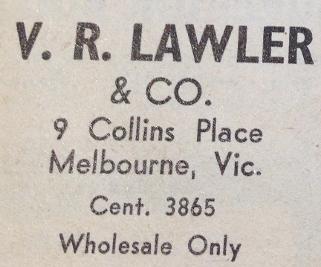 V. R. LAWLER
& CO.
9 Collins Place
Melbourne, Vic.
Cent. 3865
Wholesale Only